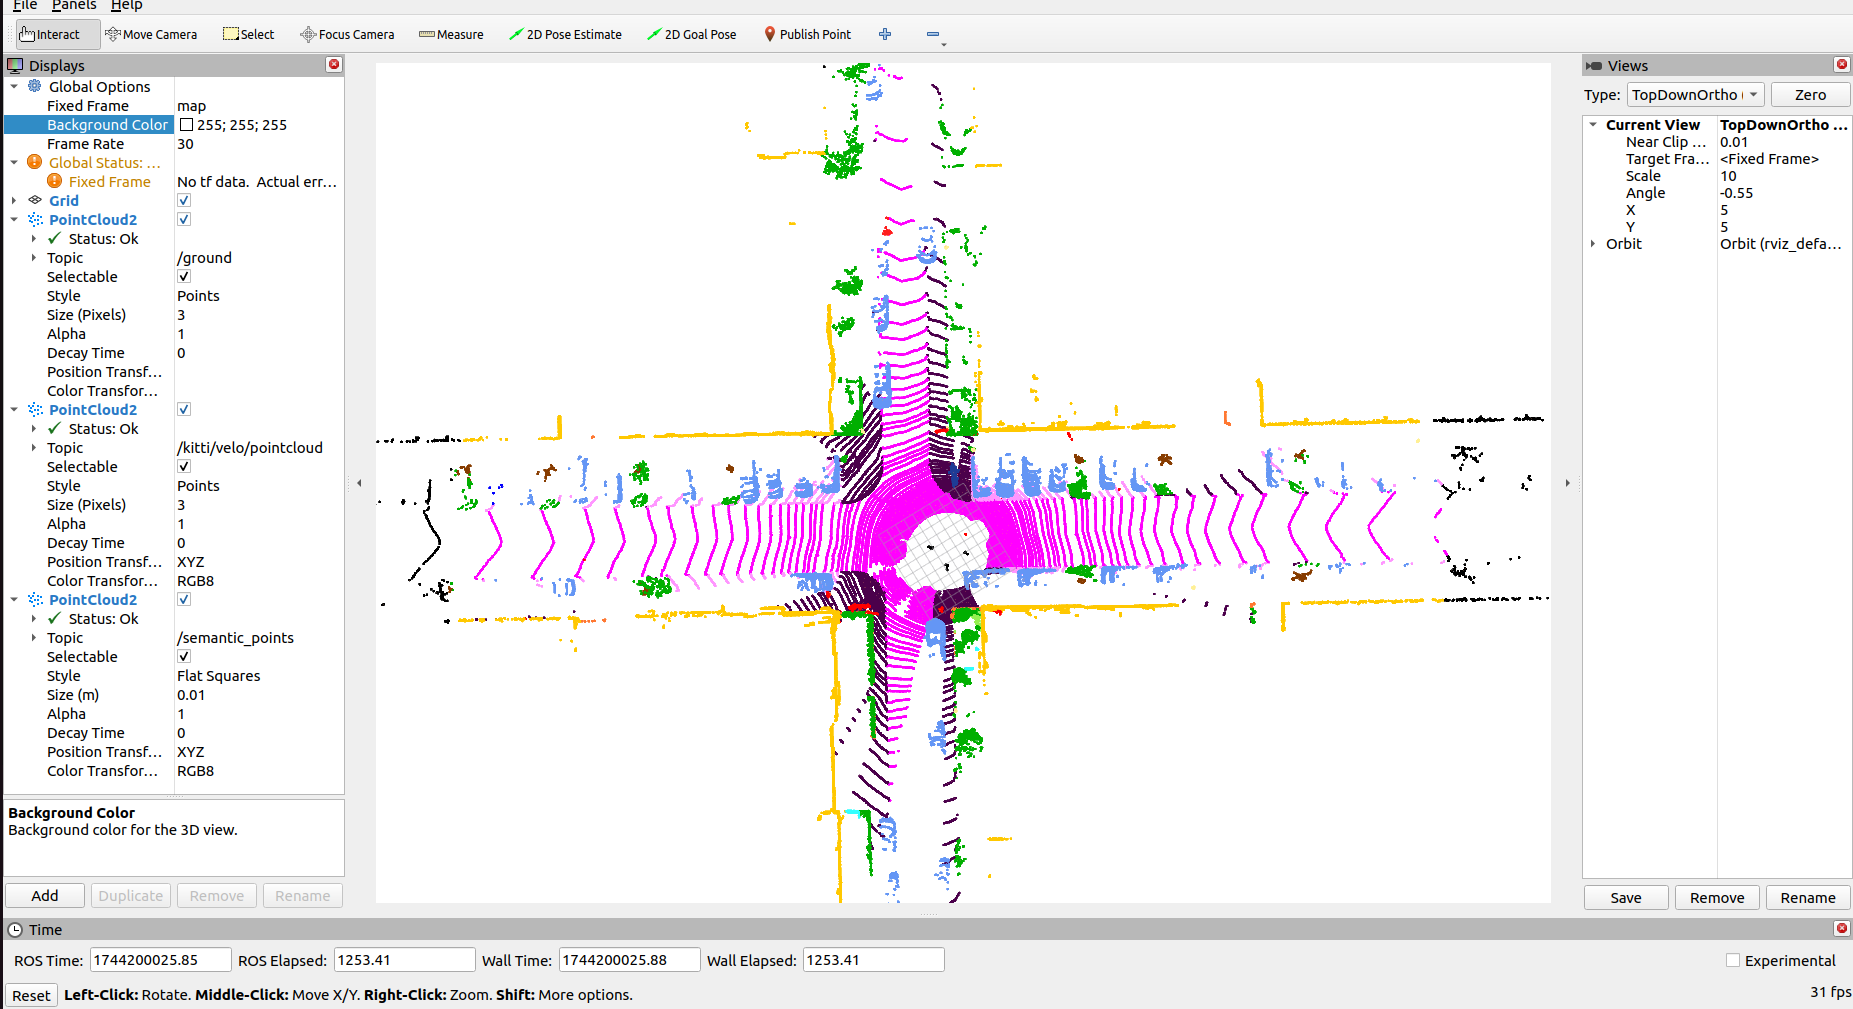 File Panels Help
Interact Move Camera Select Focus Camera Measure 2D Pose Estimate 2D Goal Pose Publish Point
Displays
Global Options
Fixed Frame map
Background Color 255; 255; 255
Frame Rate 30
Global Status: ...
Fixed Frame No tf data. Actual err...
Grid
PointCloud2
Status: Ok
Topic /ground
Selectable
Style Points
Size (Pixels) 3
Alpha 1
Decay Time 0
Position Transf...
Color Transfor...
PointCloud2
Status: Ok
Topic /kitti/velo/pointcloud
Selectable
Style Points
Size (Pixels) 3
Alpha 1
Decay Time 0
Position Transf... XYZ
Color Transfor... RGB8
PointCloud2
Status: Ok
Topic /semantic_points
Selectable
Style Flat Squares
Size (m) 0.01
Alpha 1
Decay Time 0
Position Transf... XYZ
Color Transfor... RGB8
Background Color
Background color for the 3D view.
Add Duplicate Remove Rename
Views
Type: TopDownOrtho ( Zero
Current View TopDownOrtho ...
Near Clip ... 0.01
Target Fra... <Fixed Frame>
Scale 10
Angle -0.55
X 5
Y 5
Orbit Orbit (rviz_defa...
Save Remove Rename
Time
ROS Time: 1744200025.85 ROS Elapsed: 1253.41 Wall Time: 1744200025.88 Wall Elapsed: 1253.41 Experimental
Reset Left-Click: Rotate. Middle-Click: Move X/Y. Right-Click: Zoom. Shift: More options. 31 fps